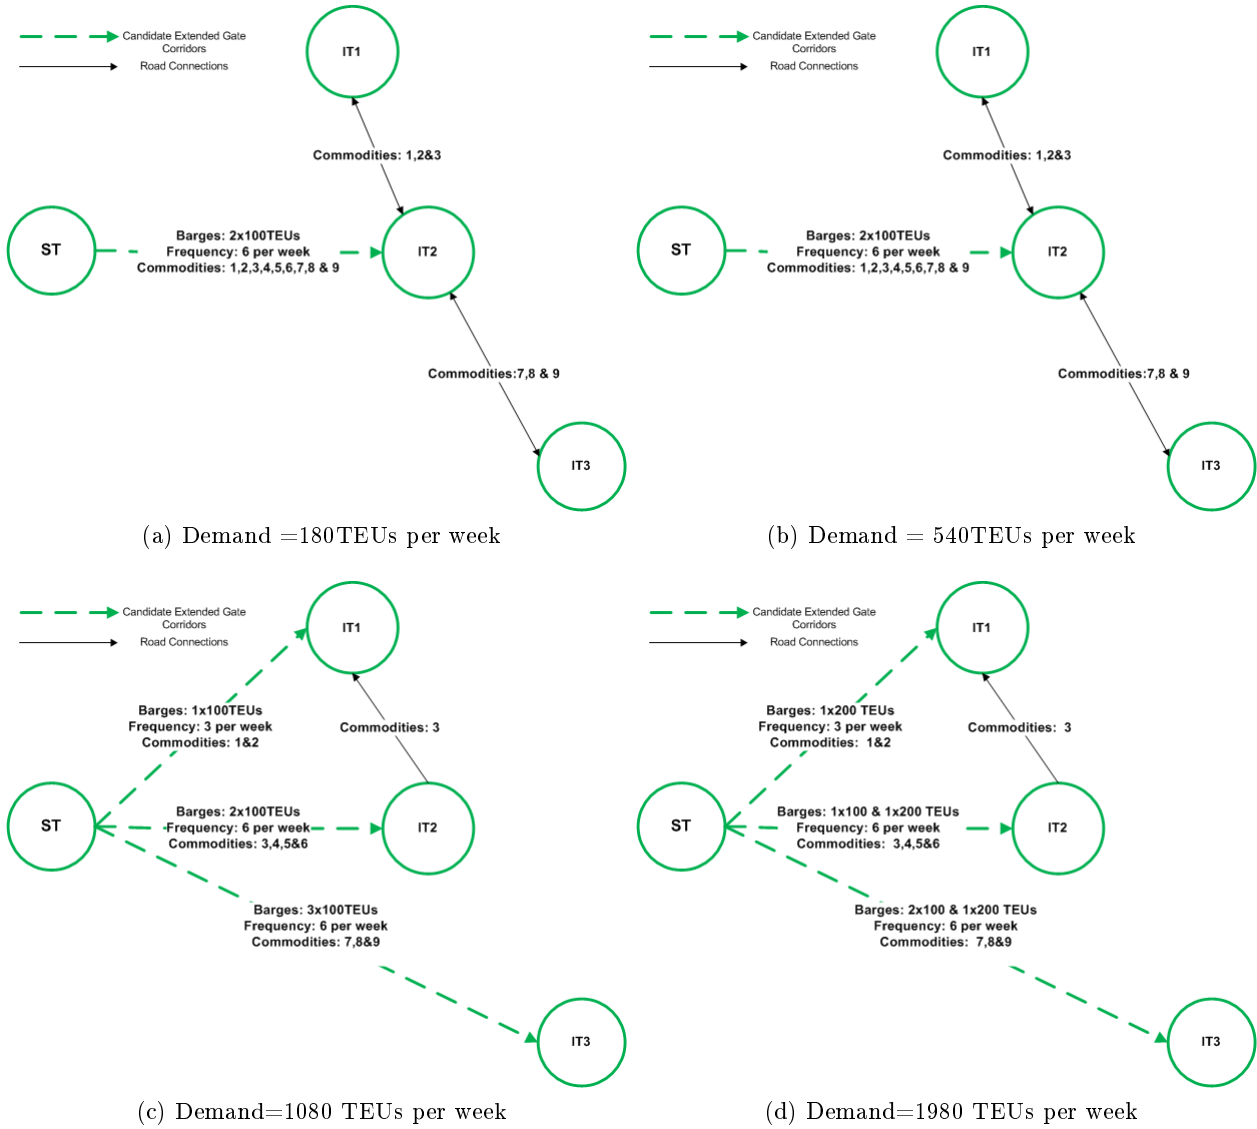 Candidate Extended Gate
Corridors
Road Connections
IT1
Commodities: 1,2&3
ST
Barges: 2x100TEUs
Frequency: 6 per week
Commodities: 1,2,3,4,5,6,7,8 & 9
IT2
Commodities:7,8 & 9
IT3
(a) Demand =180TEUs per week
Candidate Extended Gate
Corridors
Road Connections
IT1
Commodities: 1,2&3
ST
Barges: 2x100TEUs
Frequency: 6 per week
Commodities: 1,2,3,4,5,6,7,8 & 9
IT2
Commodities:7,8 & 9
IT3
(b) Demand = 540TEUs per week
Candidate Extended Gate
Corridors
Road Connections
IT1
Barges: 1x100TEUs
Frequency: 3 per week
Commodities: 1&2
Commodities: 3
ST
Barges: 2x100TEUs
Frequency: 6 per week
Commodities: 3,4,5&6
IT2
Barges: 3x100TEUs
Frequency: 6 per week
Commodities: 7,8&9
IT3
(c) Demand=1080 TEUs per week
Candidate Extended Gate
Corridors
Road Connections
IT1
Barges: 1x200 TEUs
Frequency: 3 per week
Commodities: 1&2
Commodities: 3
ST
Barges: 1x100 & 1x200 TEUs
Frequency: 6 per week
Commodities: 3,4,5&6
IT2
Barges: 2x100 & 1x200 TEUs
Frequency: 6 per week
Commodities: 7,8&9
IT3
(d) Demand=1980 TEUs per week